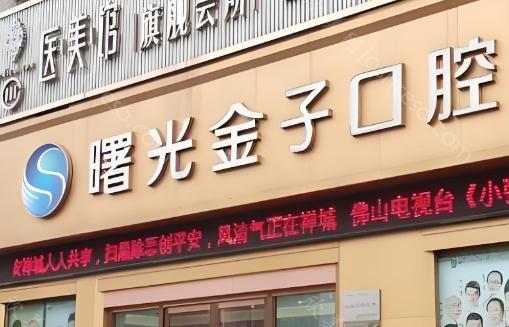 医美馆 旗舰会所
曙光金子口腔
安禅城人人共享，扫黑除恶创平安，风清气正在禅城 佛山电视台《小